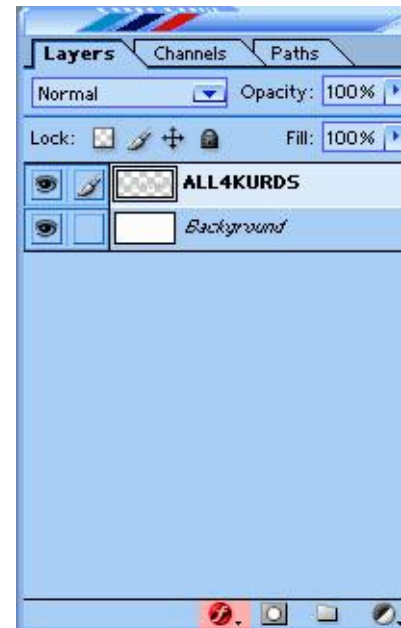 Layers Channels Paths
Normal Opacity: 100%
Lock: Fill: 100%
ALL4KURDS
Background